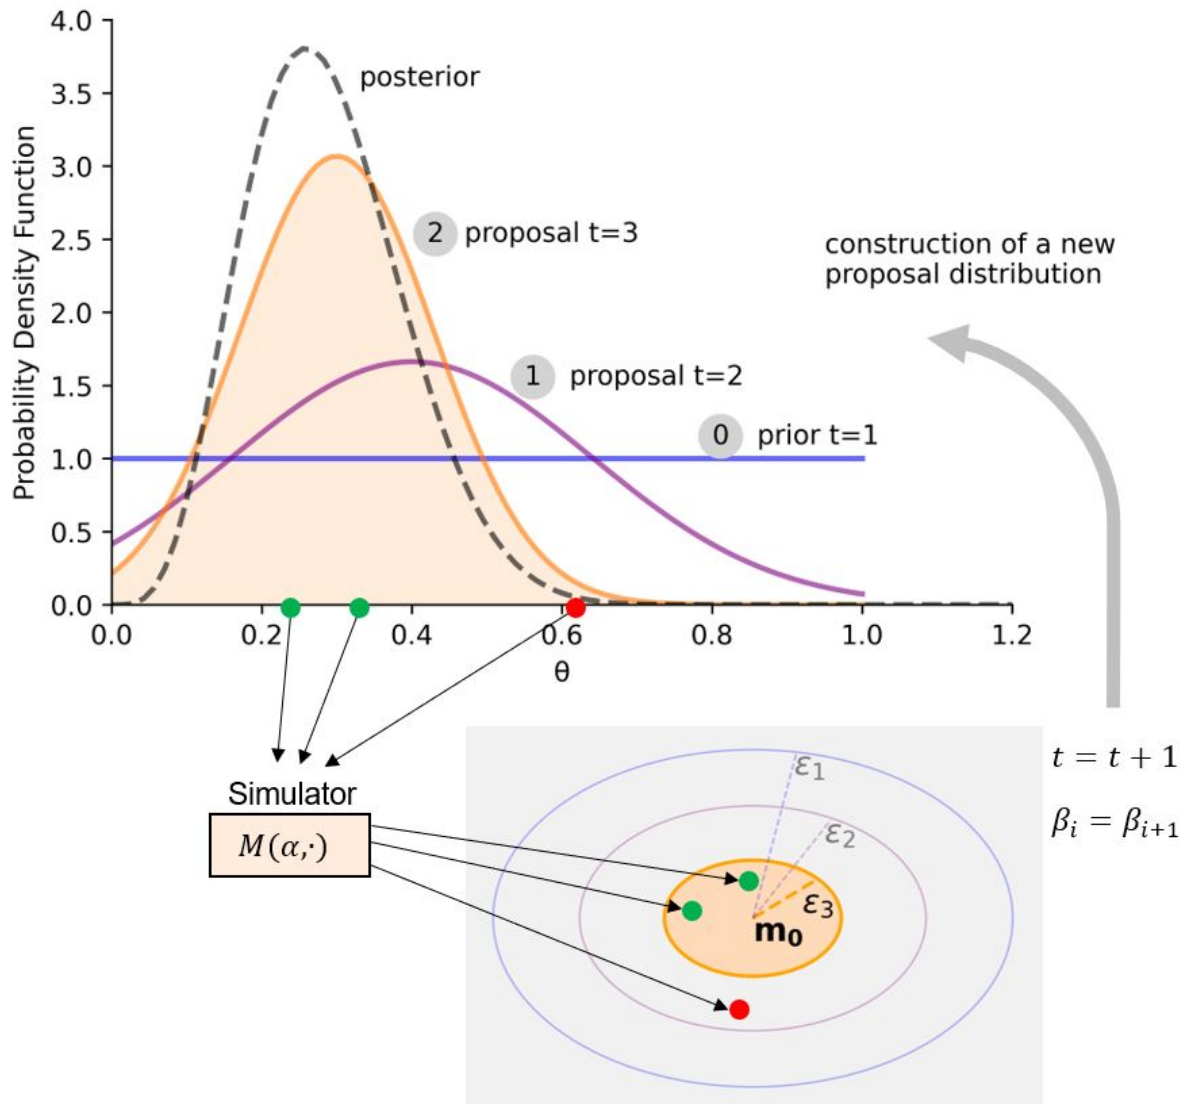 4.0
3.5
3.0
2.5
2.0
1.5
1.0
0.5
0.0
Probability Density Function
posterior
2 proposal t=3
1 proposal t=2
0 prior t=1
construction of a new
proposal distribution
0.0 0.2 0.4 0.6 0.8 1.0 1.2
θ
Simulator
M(α,·)
ε₁
ε₂
ε₃
m₀
t = t + 1
βᵢ = βᵢ₊₁